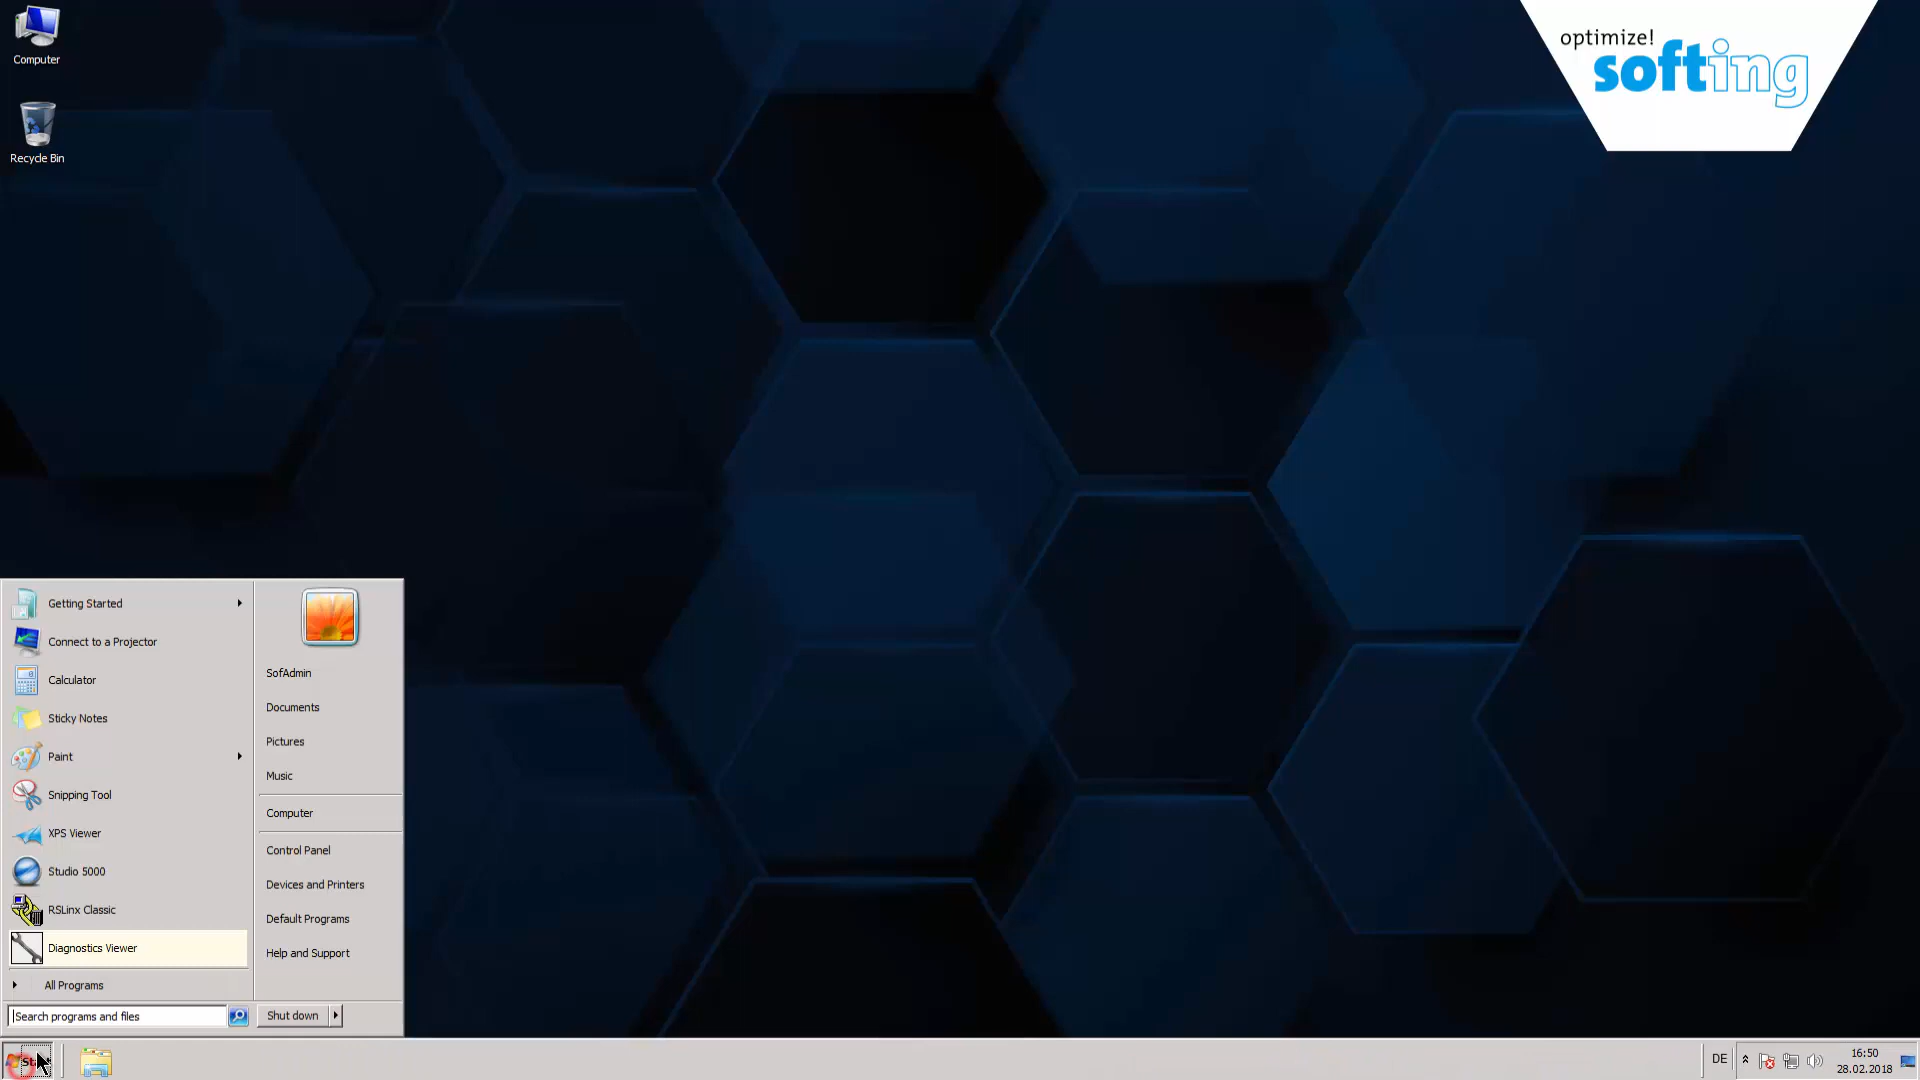 Computer
Recycle Bin
optimize!
softing
Getting Started
Connect to a Projector
Calculator
Sticky Notes
Paint
Snipping Tool
XPS Viewer
Studio 5000
RSLinx Classic
Diagnostics Viewer
All Programs
Search programs and files
SofAdmin
Documents
Pictures
Music
Computer
Control Panel
Devices and Printers
Default Programs
Help and Support
Shut down
DE
16:50
28.02.2018